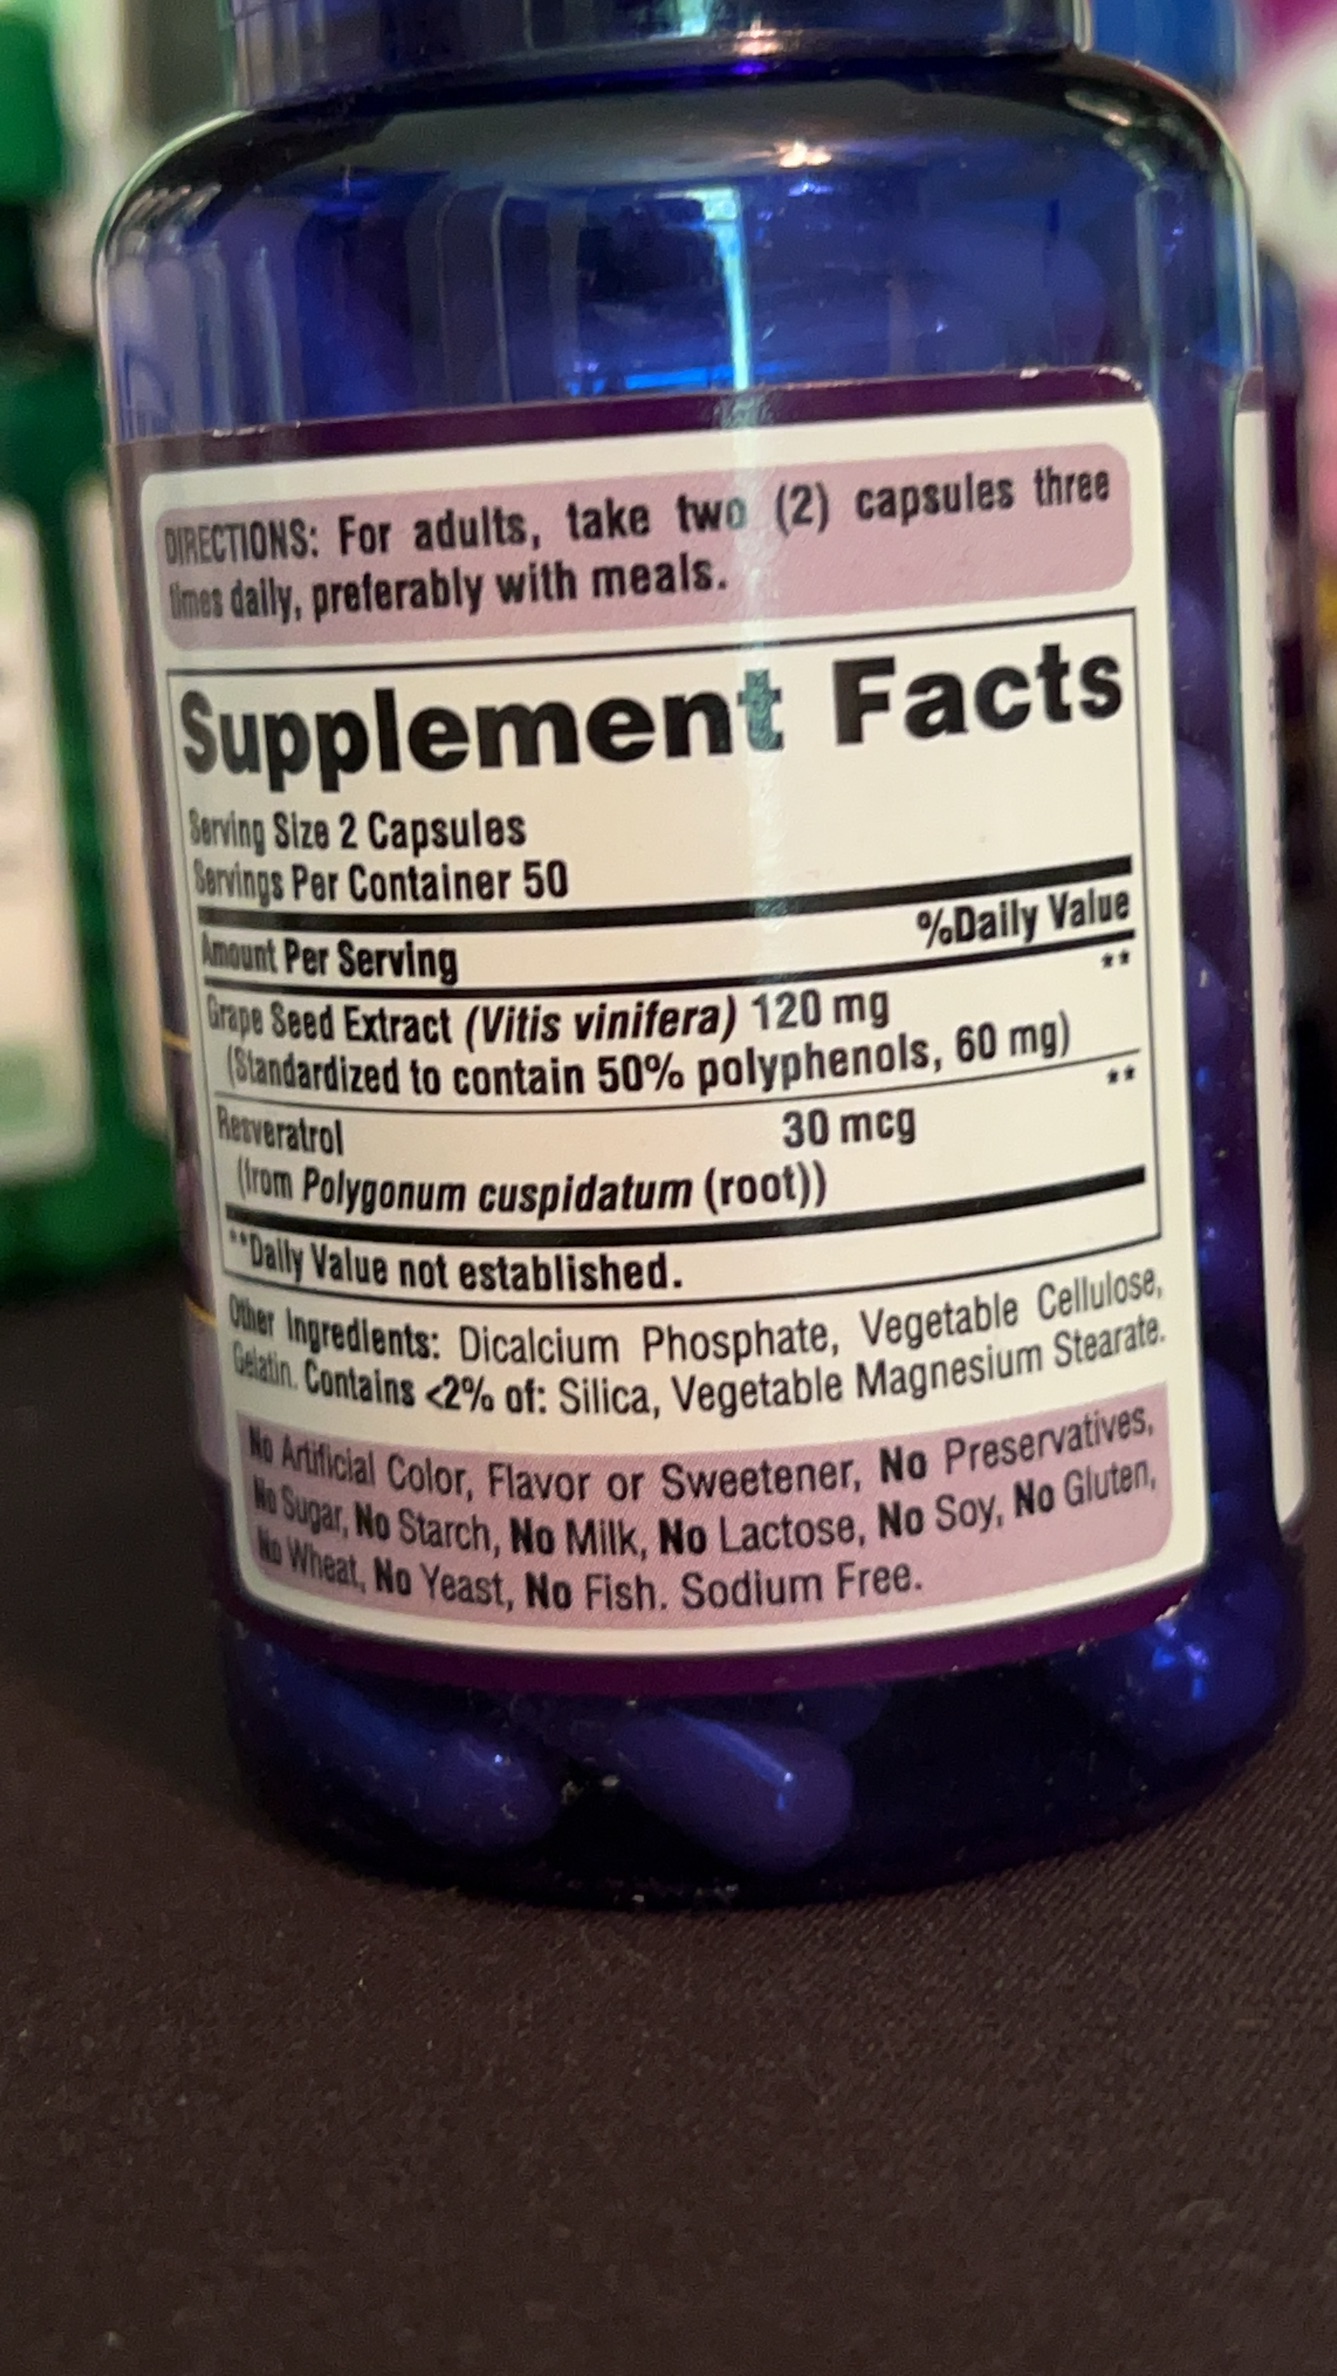 DIRECTIONS: For adults, take two (2) capsules three
times daily, preferably with meals.
Supplement Facts
Serving Size 2 Capsules
Servings Per Container 50
Amount Per Serving %Daily Value
Grape Seed Extract (Vitis vinifera) 120 mg **
(Standardized to contain 50% polyphenols, 60 mg)
Resveratrol 30 mcg **
(from Polygonum cuspidatum (root))
**Daily Value not established.
Other Ingredients: Dicalcium Phosphate, Vegetable Cellulose,
Gelatin. Contains <2% of: Silica, Vegetable Magnesium Stearate.
No Artificial Color, Flavor or Sweetener, No Preservatives,
No Sugar, No Starch, No Milk, No Lactose, No Soy, No Gluten,
No Wheat, No Yeast, No Fish. Sodium Free.